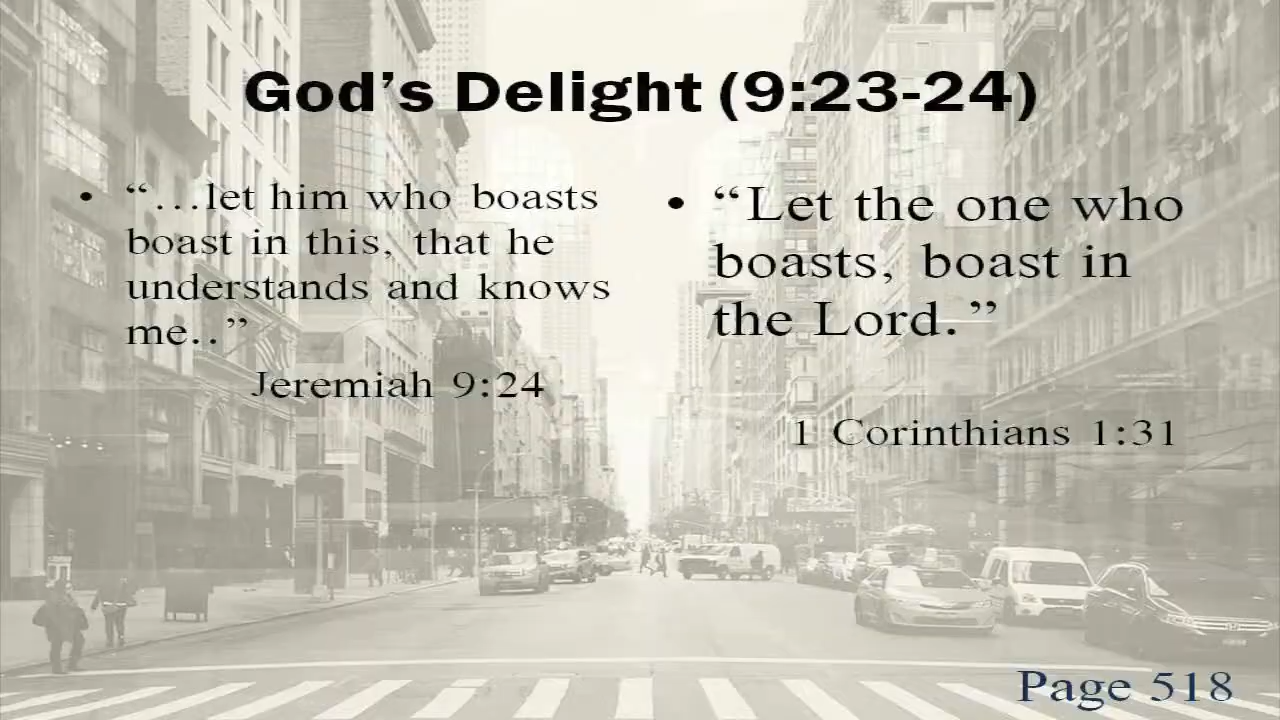 God’s Delight (9:23-24)
• “…let him who boasts
boast in this, that he
understands and knows
me..”
Jeremiah 9:24
• “Let the one who
boasts, boast in
the Lord.”
1 Corinthians 1:31
Page 518